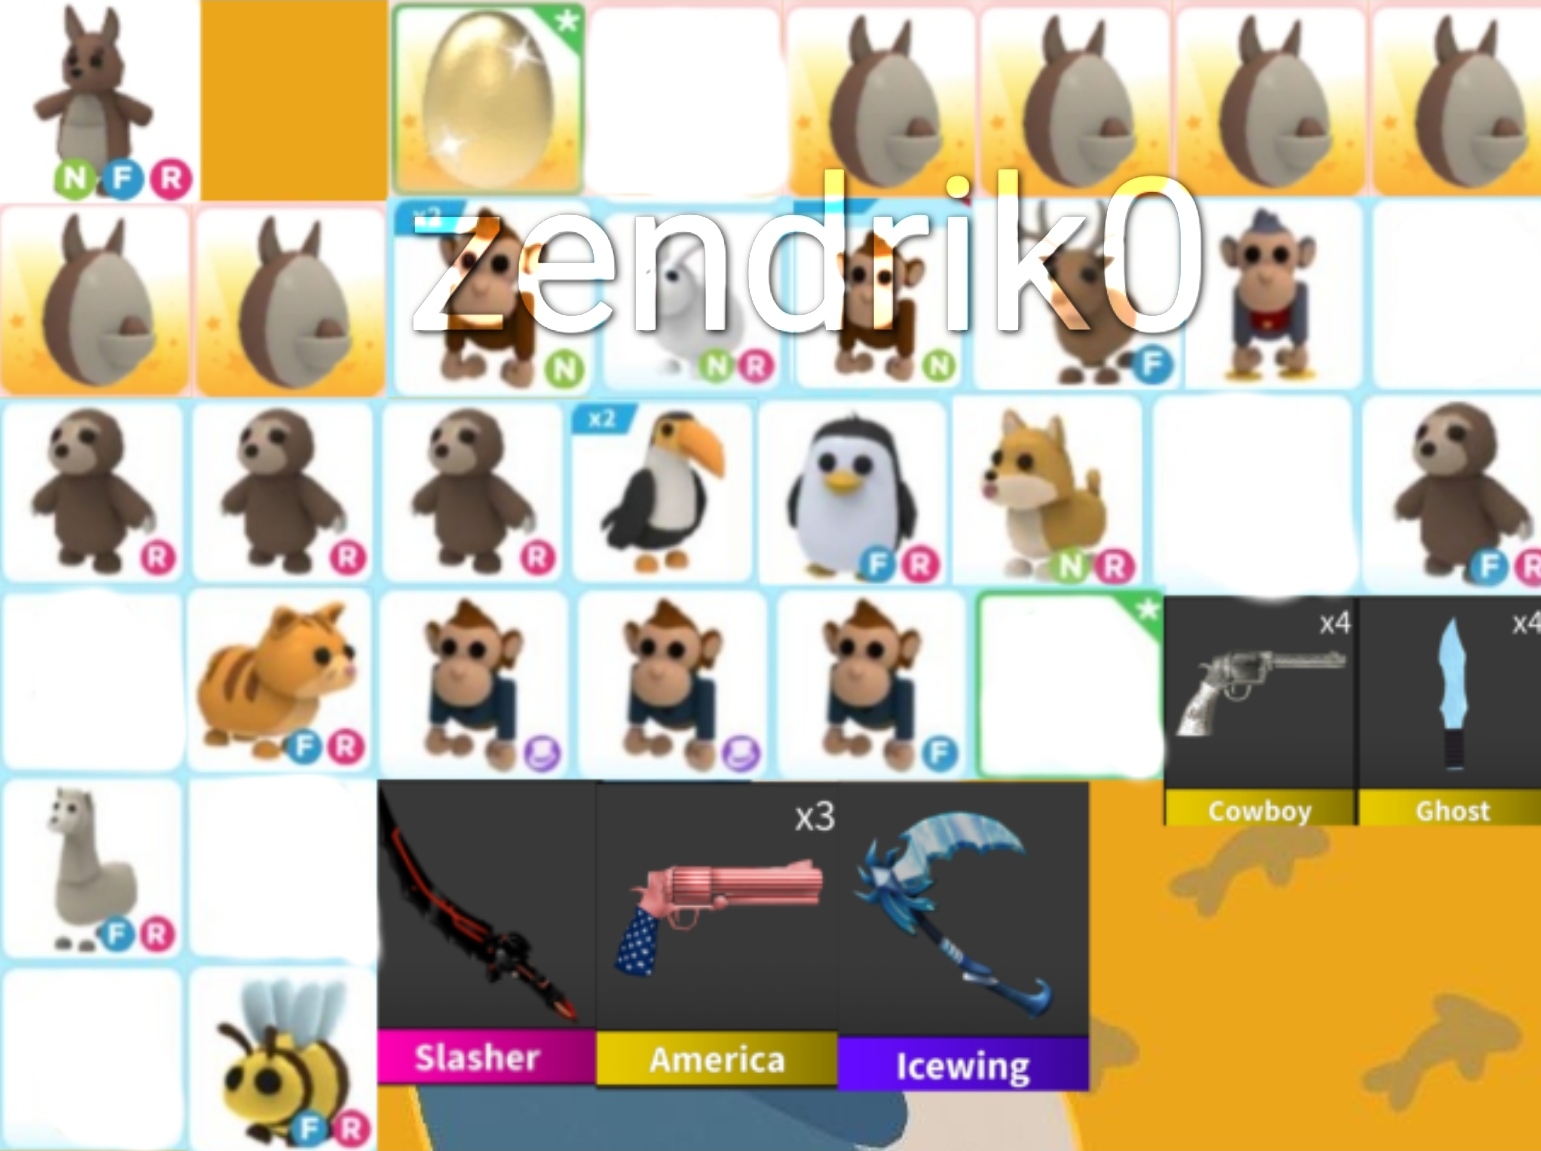 N F R
x2
zendrik0
N N R N F
R R R x2 F R N R F R
F R F x4 x4
Cowboy Ghost
F R x3
Slasher America Icewing
F R